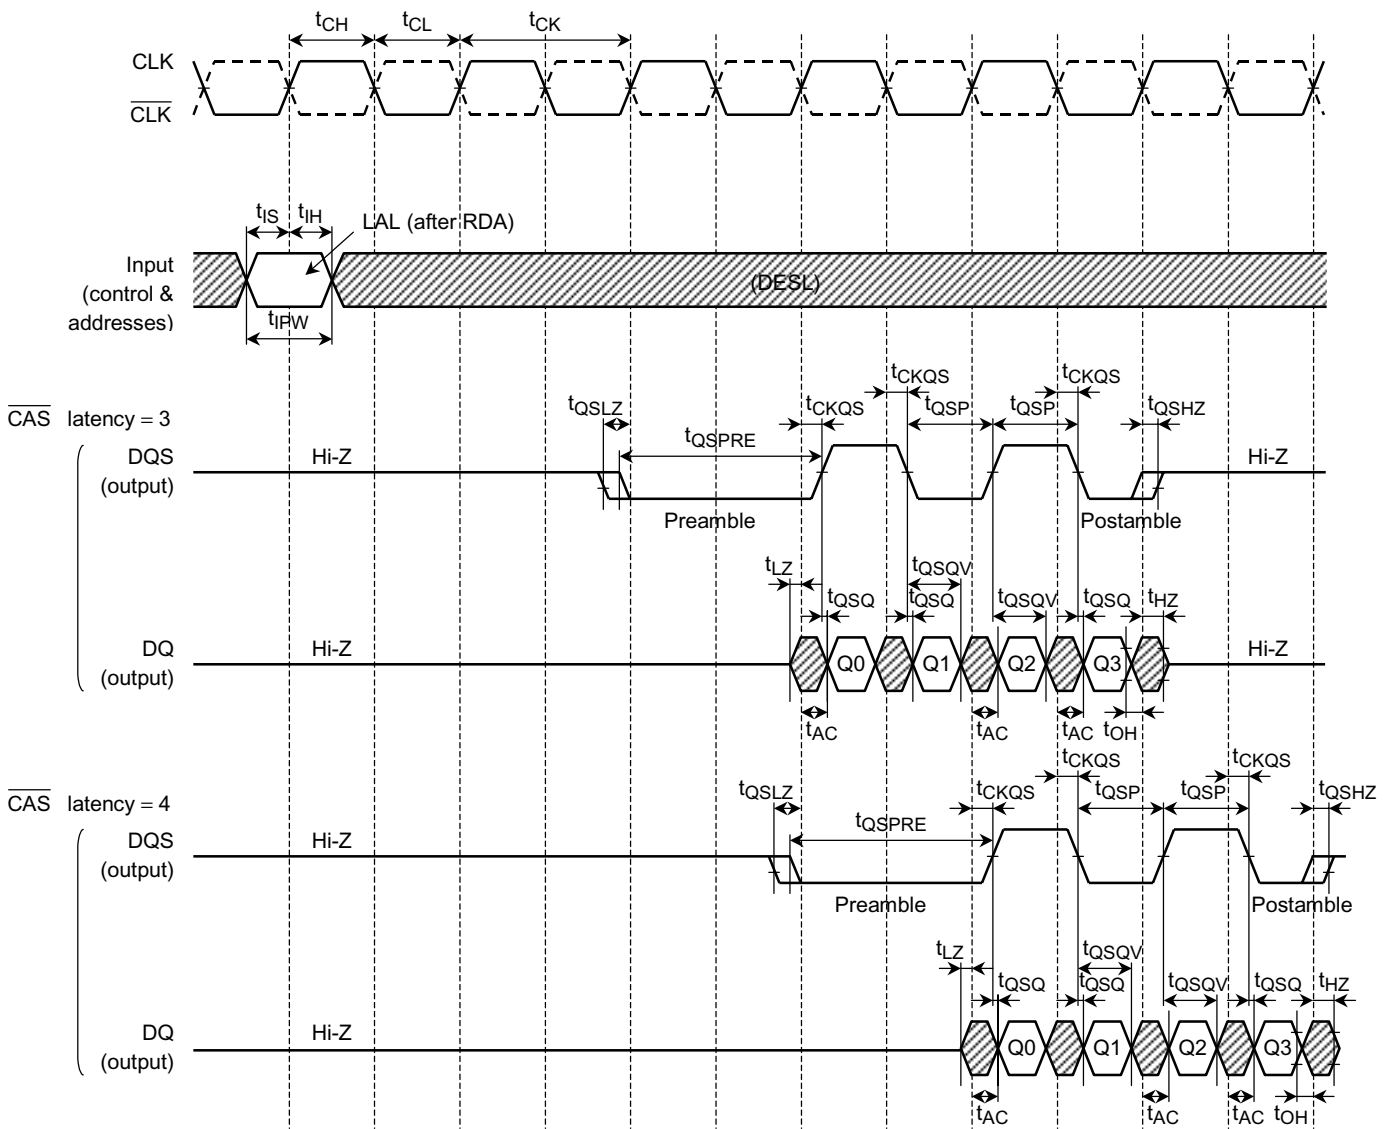 tCH tCL tCK
CLK
CLK
tIS tIH LAL (after RDA)
Input
(control &
addresses)
(DESL)
tIPW
tCKQS tCKQS
CAS latency = 3
tQSLZ tCKQS tQSP tQSP tQSHZ
tQSPRE
DQS
(output)
Hi-Z Hi-Z
Preamble Postamble
tLZ tQSQV
tQSQ tQSQ tQSQV tQSQ tHZ
DQ
(output)
Hi-Z Q0 Q1 Q2 Q3 Hi-Z
tAC tAC tAC tOH
tCKQS tCKQS
CAS latency = 4
tQSLZ tCKQS tQSP tQSP tQSHZ
tQSPRE
DQS
(output)
Hi-Z
Preamble Postamble
tLZ tQSQV
tQSQ tQSQ tQSQV tQSQ tHZ
DQ
(output)
Hi-Z Q0 Q1 Q2 Q3
tAC tAC tAC tOH